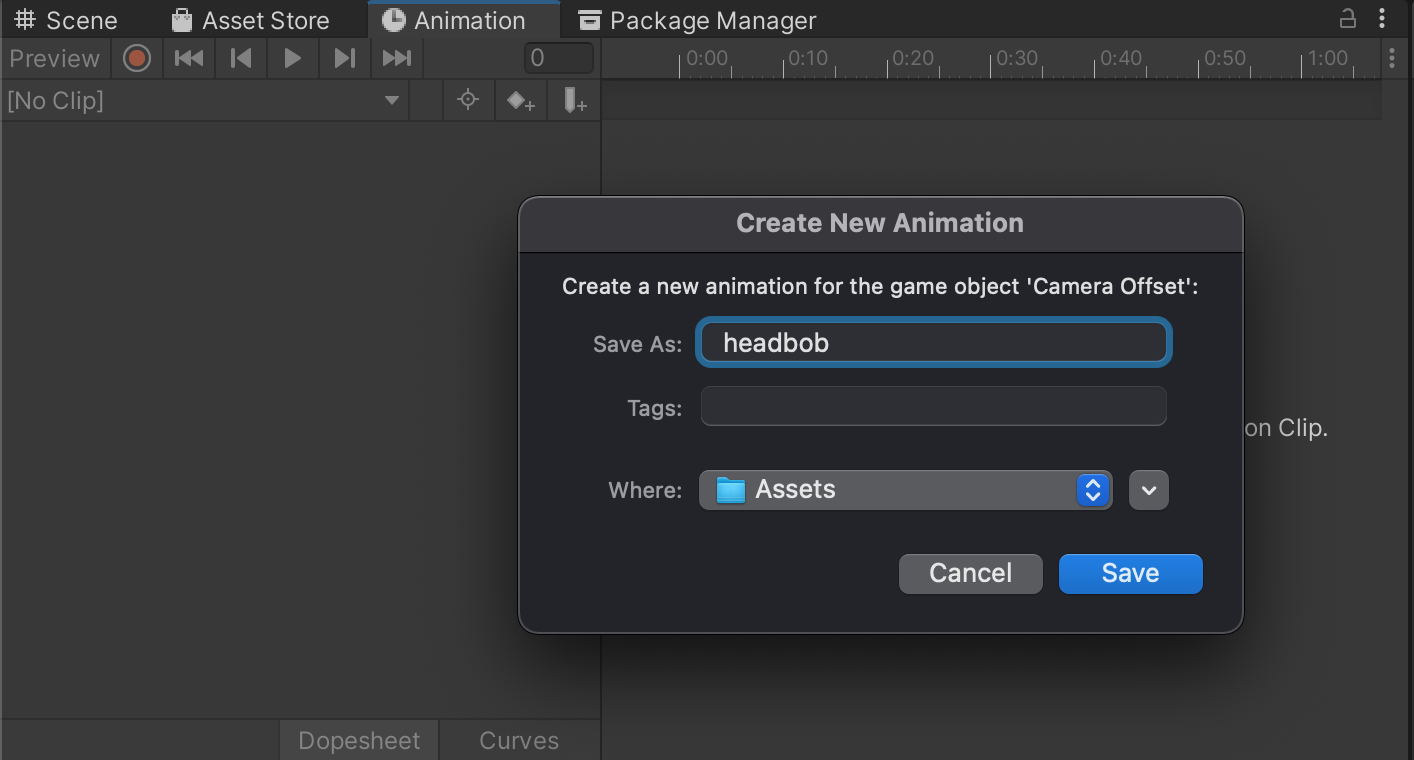 Scene Asset Store Animation Package Manager
Preview 0 0:00 0:10 0:20 0:30 0:40 0:50 1:00
[No Clip]
Create New Animation
Create a new animation for the game object 'Camera Offset':
Save As: headbob
Tags:
on Clip.
Where: Assets
Cancel Save
Dopesheet Curves